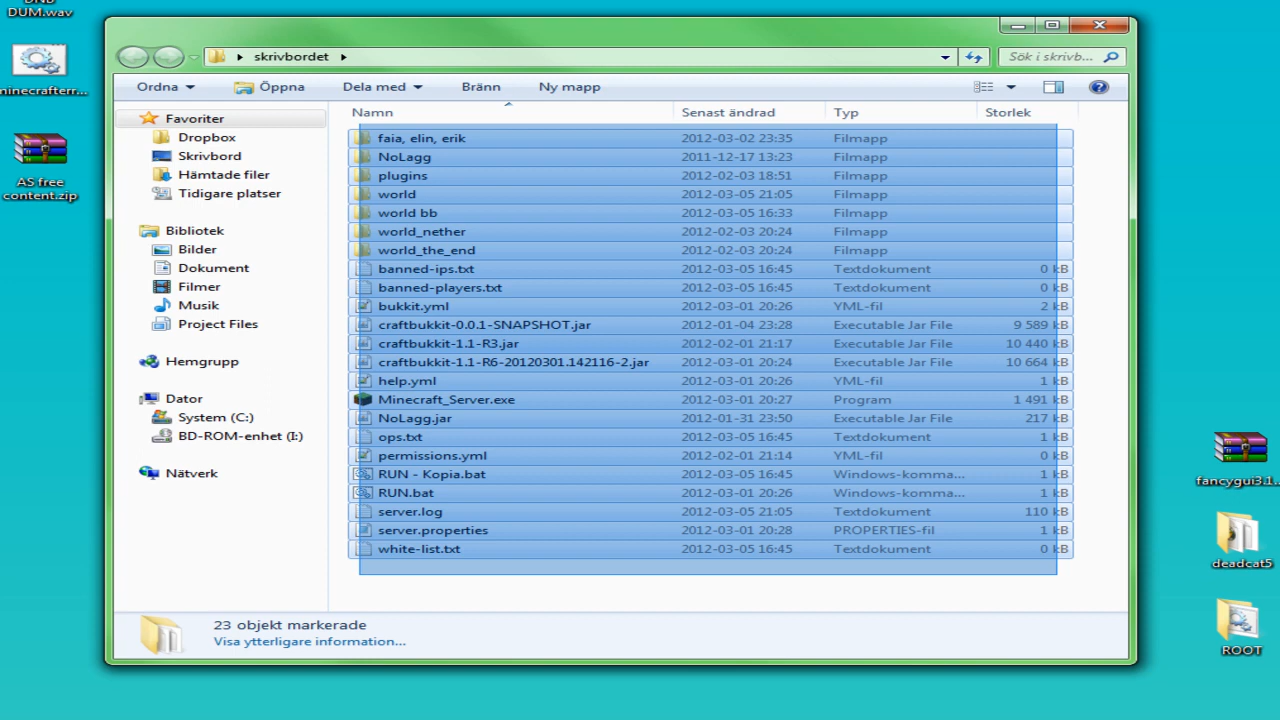 DUM.wav
minecrafterr...
AS free
content.zip
skrivbordet
Sök i skrivb...
Ordna
Öppna
Dela med
Bränn
Ny mapp
Favoriter
Dropbox
Skrivbord
Hämtade filer
Tidigare platser
Bibliotek
Bilder
Dokument
Filmer
Musik
Project Files
Hemgrupp
Dator
System (C:)
BD-ROM-enhet (I:)
Nätverk
Namn Senast ändrad Typ Storlek
faia, elin, erik 2012-03-02 23:35 Filmapp
NoLagg 2011-12-17 13:23 Filmapp
plugins 2012-02-03 18:51 Filmapp
world 2012-03-05 21:05 Filmapp
world bb 2012-03-05 16:33 Filmapp
world_nether 2012-02-03 20:24 Filmapp
world_the_end 2012-02-03 20:24 Filmapp
banned-ips.txt 2012-03-05 16:45 Textdokument 0 kB
banned-players.txt 2012-03-05 16:45 Textdokument 0 kB
bukkit.yml 2012-03-01 20:26 YML-fil 2 kB
craftbukkit-0.0.1-SNAPSHOT.jar 2012-01-04 23:28 Executable Jar File 9 589 kB
craftbukkit-1.1-R3.jar 2012-02-01 21:17 Executable Jar File 10 440 kB
craftbukkit-1.1-R6-20120301.142116-2.jar 2012-03-01 20:24 Executable Jar File 10 664 kB
help.yml 2012-03-01 20:26 YML-fil 1 kB
Minecraft_Server.exe 2012-03-01 20:27 Program 1 491 kB
NoLagg.jar 2012-01-31 23:50 Executable Jar File 217 kB
ops.txt 2012-03-05 16:45 Textdokument 1 kB
permissions.yml 2012-02-01 21:14 YML-fil 0 kB
RUN - Kopia.bat 2012-03-05 16:45 Windows-komma... 1 kB
RUN.bat 2012-03-01 20:26 Windows-komma... 1 kB
server.log 2012-03-05 21:05 Textdokument 110 kB
server.properties 2012-03-01 20:28 PROPERTIES-fil 1 kB
white-list.txt 2012-03-05 16:45 Textdokument 0 kB
23 objekt markerade
Visa ytterligare information...
fancygui3.1...
deadcat5
ROOT